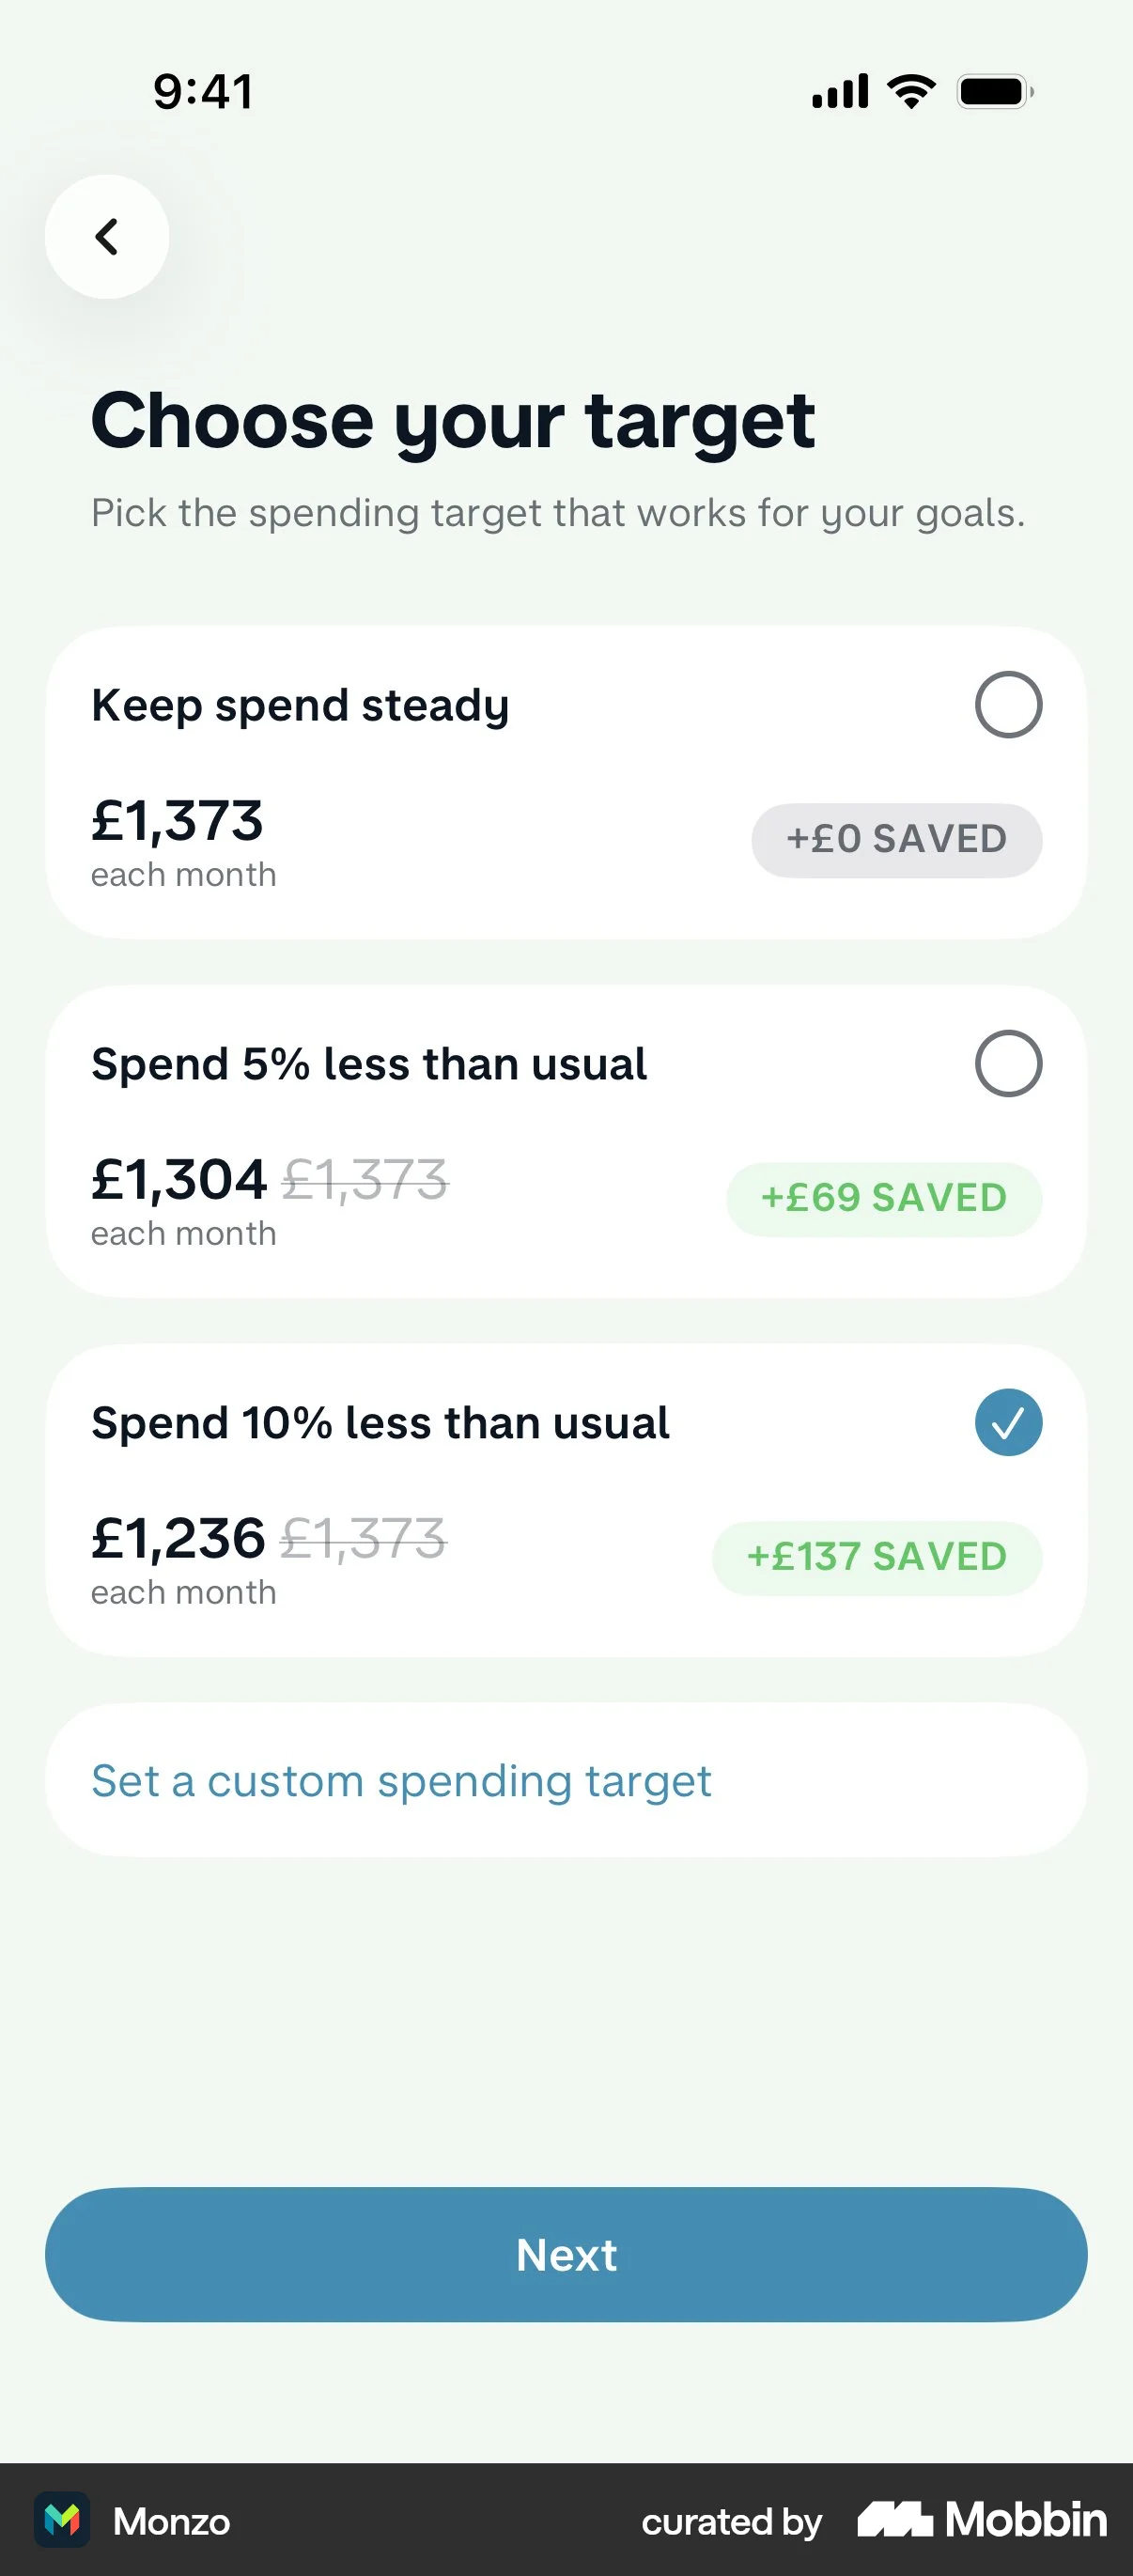 9:41
Choose your target
Pick the spending target that works for your goals.
Keep spend steady
£1,373
each month
+£0 SAVED
Spend 5% less than usual
£1,304 £1,373
each month
+£69 SAVED
Spend 10% less than usual
£1,236 £1,373
each month
+£137 SAVED
Set a custom spending target
Next
Monzo
curated by Mobbin